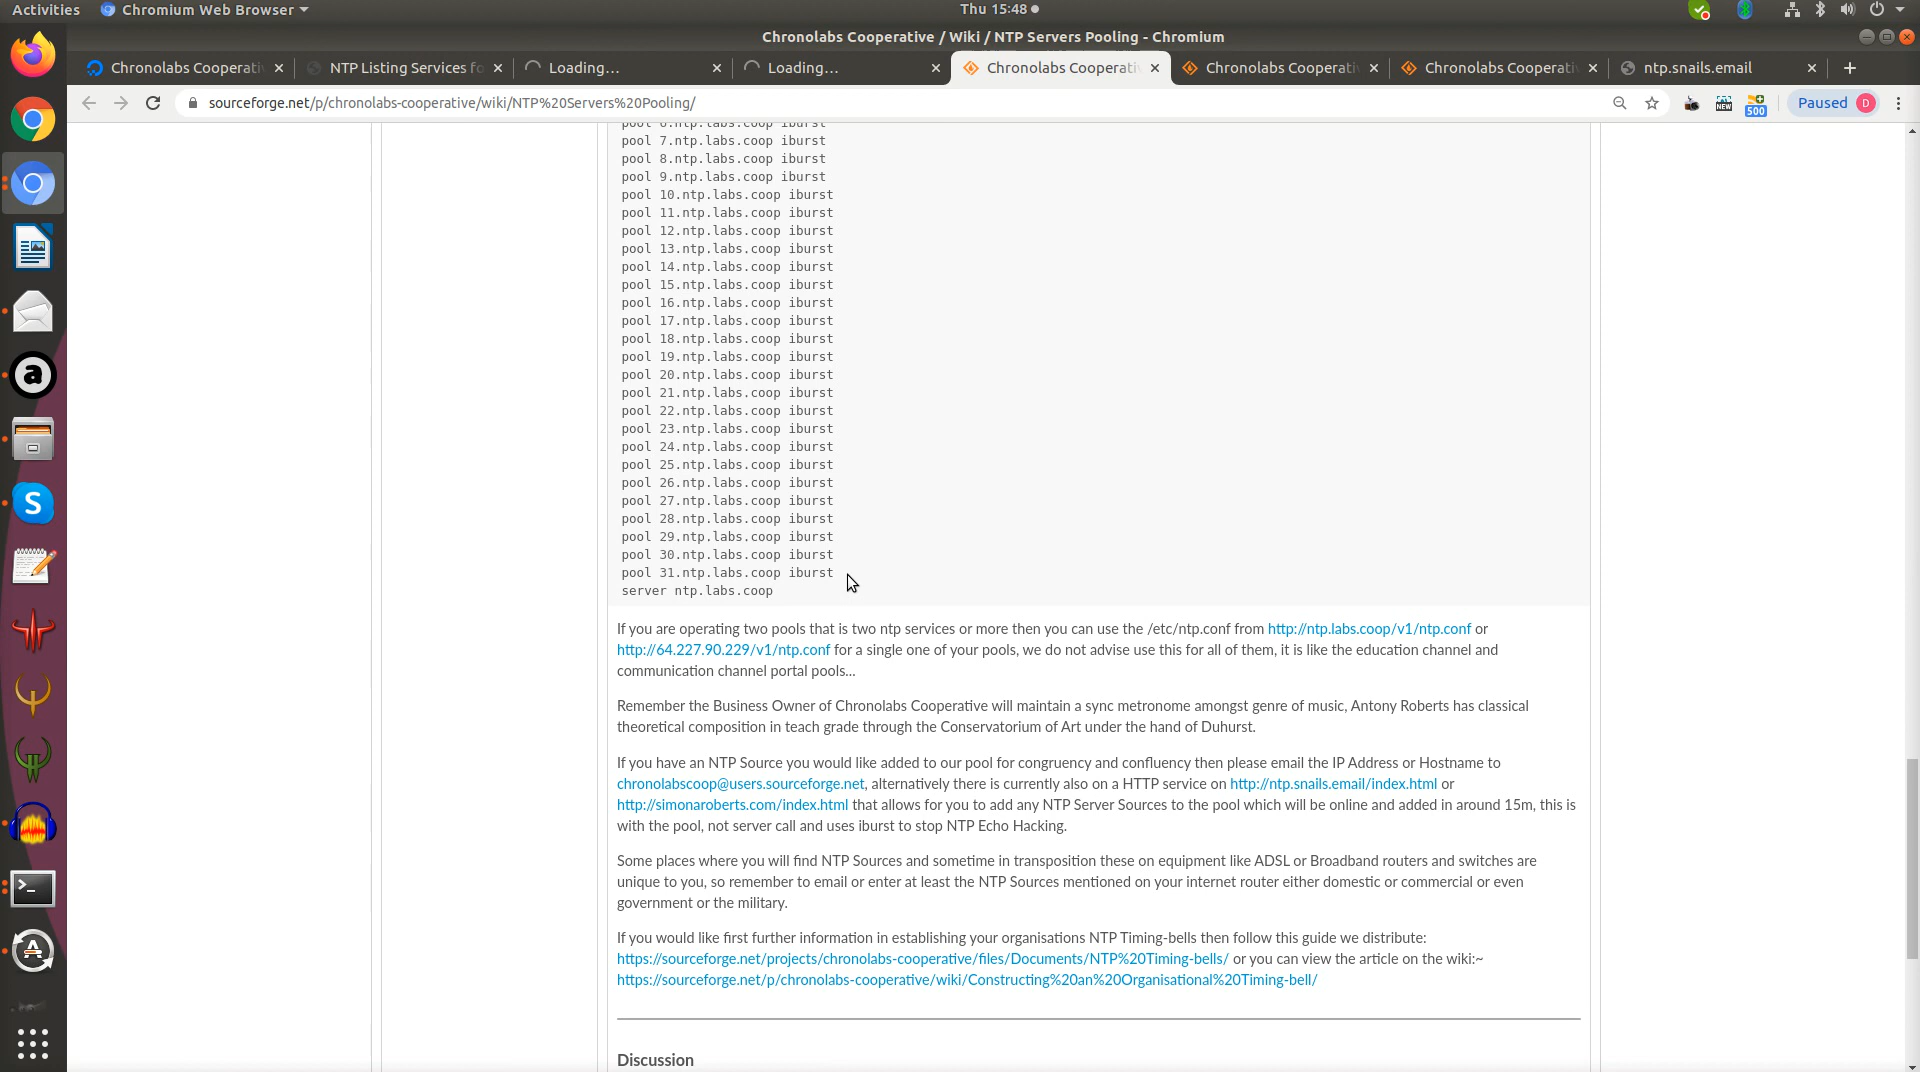 Activities
Chromium Web Browser
Thu 15:48
Chronolabs Cooperative / Wiki / NTP Servers Pooling - Chromium
Chronolabs Cooperati
NTP Listing Services fo
Loading...
Loading...
Chronolabs Cooperati
Chronolabs Cooperati
Chronolabs Cooperati
ntp.snails.email
sourceforge.net/p/chronolabs-cooperative/wiki/NTP%20Servers%20Pooling/
NEW
500
Paused D
pool 6.ntp.labs.coop iburst
pool 7.ntp.labs.coop iburst
pool 8.ntp.labs.coop iburst
pool 9.ntp.labs.coop iburst
pool 10.ntp.labs.coop iburst
pool 11.ntp.labs.coop iburst
pool 12.ntp.labs.coop iburst
pool 13.ntp.labs.coop iburst
pool 14.ntp.labs.coop iburst
pool 15.ntp.labs.coop iburst
pool 16.ntp.labs.coop iburst
pool 17.ntp.labs.coop iburst
pool 18.ntp.labs.coop iburst
pool 19.ntp.labs.coop iburst
pool 20.ntp.labs.coop iburst
pool 21.ntp.labs.coop iburst
pool 22.ntp.labs.coop iburst
pool 23.ntp.labs.coop iburst
pool 24.ntp.labs.coop iburst
pool 25.ntp.labs.coop iburst
pool 26.ntp.labs.coop iburst
pool 27.ntp.labs.coop iburst
pool 28.ntp.labs.coop iburst
pool 29.ntp.labs.coop iburst
pool 30.ntp.labs.coop iburst
pool 31.ntp.labs.coop iburst
server ntp.labs.coop
If you are operating two pools that is two ntp services or more then you can use the /etc/ntp.conf from http://ntp.labs.coop/v1/ntp.conf or
http://64.227.90.229/v1/ntp.conf for a single one of your pools, we do not advise use this for all of them, it is like the education channel and
communication channel portal pools...
Remember the Business Owner of Chronolabs Cooperative will maintain a sync metronome amongst genre of music, Antony Roberts has classical
theoretical composition in teach grade through the Conservatorium of Art under the hand of Duhurst.
If you have an NTP Source you would like added to our pool for congruency and confluency then please email the IP Address or Hostname to
chronolabscoop@users.sourceforge.net, alternatively there is currently also on a HTTP service on http://ntp.snails.email/index.html or
http://simonaroberts.com/index.html that allows for you to add any NTP Server Sources to the pool which will be online and added in around 15m, this is
with the pool, not server call and uses iburst to stop NTP Echo Hacking.
Some places where you will find NTP Sources and sometime in transposition these on equipment like ADSL or Broadband routers and switches are
unique to you, so remember to email or enter at least the NTP Sources mentioned on your internet router either domestic or commercial or even
government or the military.
If you would like first further information in establishing your organisations NTP Timing-bells then follow this guide we distribute:
https://sourceforge.net/projects/chronolabs-cooperative/files/Documents/NTP%20Timing-bells/ or you can view the article on the wiki:~
https://sourceforge.net/p/chronolabs-cooperative/wiki/Constructing%20an%20Organisational%20Timing-bell/
Discussion